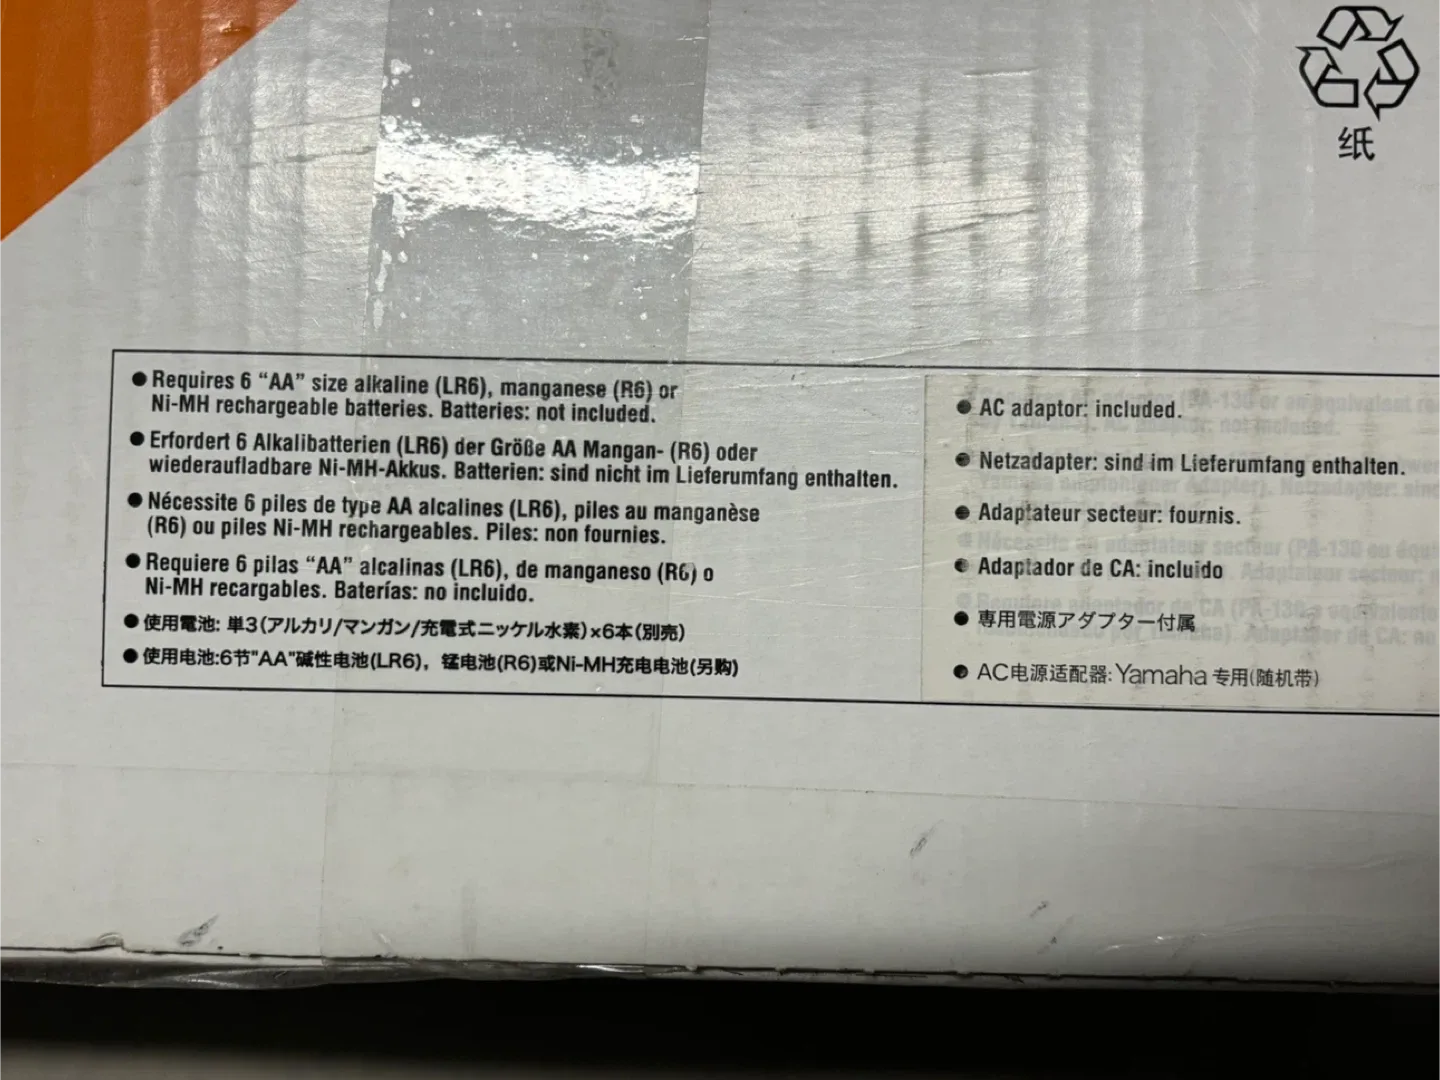 纸
● Requires 6 “AA” size alkaline (LR6), manganese (R6) or
Ni-MH rechargeable batteries. Batteries: not included.
● Erfordert 6 Alkalibatterien (LR6) der Größe AA Mangan- (R6) oder
wiederaufladbare Ni-MH-Akkus. Batterien: sind nicht im Lieferumfang enthalten.
● Nécessite 6 piles de type AA alcalines (LR6), piles au manganèse
(R6) ou piles Ni-MH rechargeables. Piles: non fournies.
● Requiere 6 pilas “AA” alcalinas (LR6), de manganeso (R6) o
Ni-MH recargables. Baterías: no incluido.
● 使用電池: 単3(アルカリ/マンガン/充電式ニッケル水素)×6本(別売)
● 使用电池:6节"AA"碱性电池(LR6)，锰电池(R6)或Ni-MH充电电池(另购)
● AC adaptor: included.
● Netzadapter: sind im Lieferumfang enthalten.
● Adaptateur secteur: fournis.
● Adaptador de CA: incluido
● 専用電源アダプター付属
● AC电源适配器: Yamaha 专用(随机带)